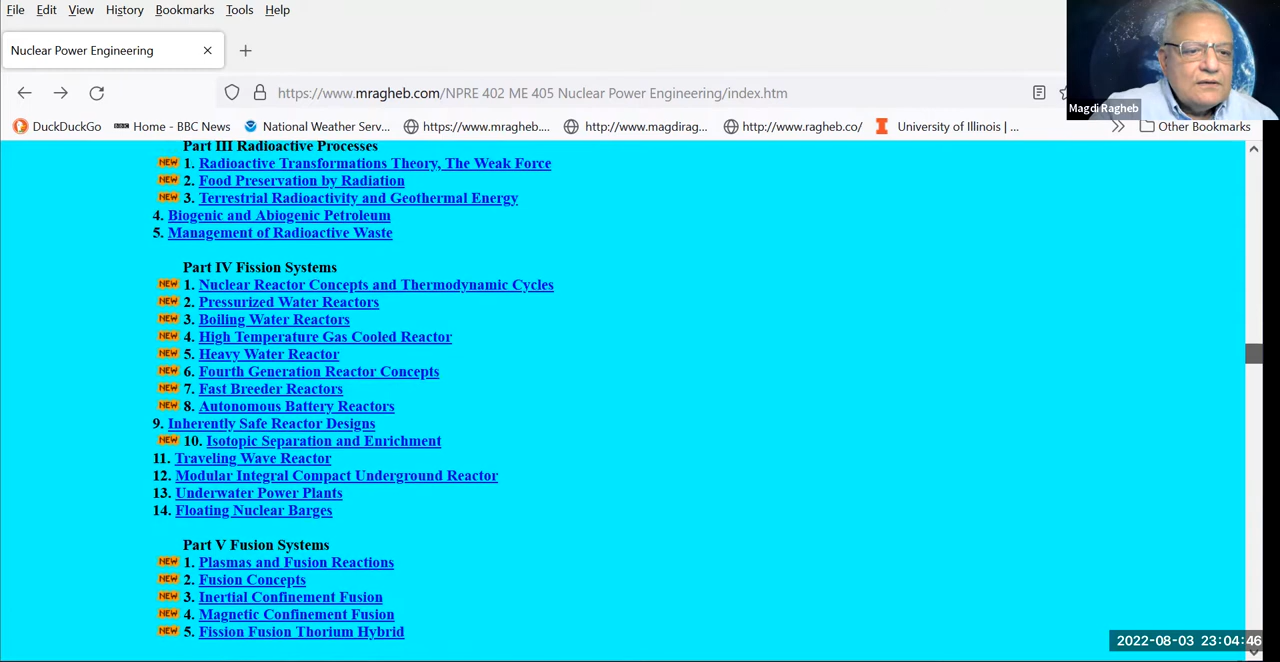 File Edit View History Bookmarks Tools Help
Nuclear Power Engineering
https://www.mragheb.com/NPRE 402 ME 405 Nuclear Power Engineering/index.htm
Magdi Ragheb
DuckDuckGo BBC Home - BBC News National Weather Serv... https://www.mragheb.... http://www.magdirag... http://www.ragheb.co/ University of Illinois | ... Other Bookmarks
Part III Radioactive Processes
NEW 1. Radioactive Transformations Theory, The Weak Force
NEW 2. Food Preservation by Radiation
NEW 3. Terrestrial Radioactivity and Geothermal Energy
4. Biogenic and Abiogenic Petroleum
5. Management of Radioactive Waste
Part IV Fission Systems
NEW 1. Nuclear Reactor Concepts and Thermodynamic Cycles
NEW 2. Pressurized Water Reactors
NEW 3. Boiling Water Reactors
NEW 4. High Temperature Gas Cooled Reactor
NEW 5. Heavy Water Reactor
NEW 6. Fourth Generation Reactor Concepts
NEW 7. Fast Breeder Reactors
NEW 8. Autonomous Battery Reactors
9. Inherently Safe Reactor Designs
NEW 10. Isotopic Separation and Enrichment
11. Traveling Wave Reactor
12. Modular Integral Compact Underground Reactor
13. Underwater Power Plants
14. Floating Nuclear Barges
Part V Fusion Systems
NEW 1. Plasmas and Fusion Reactions
NEW 2. Fusion Concepts
NEW 3. Inertial Confinement Fusion
NEW 4. Magnetic Confinement Fusion
NEW 5. Fission Fusion Thorium Hybrid
2022-08-03 23:04:46